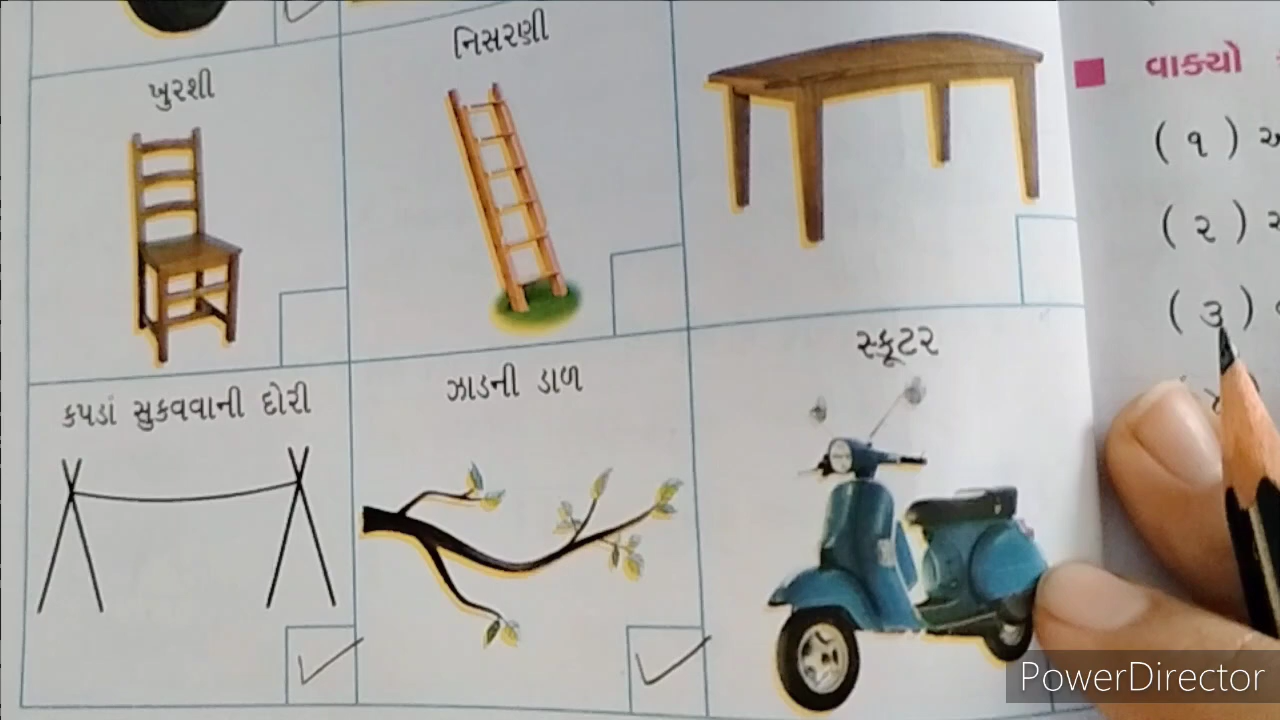 નિસરણી
ખુરશી
વાક્યો
(૧)
(૨)
(૩)
સ્કૂટર
ઝાડની ડાળ
કપડાં સુકવવાની દોરી
PowerDirector